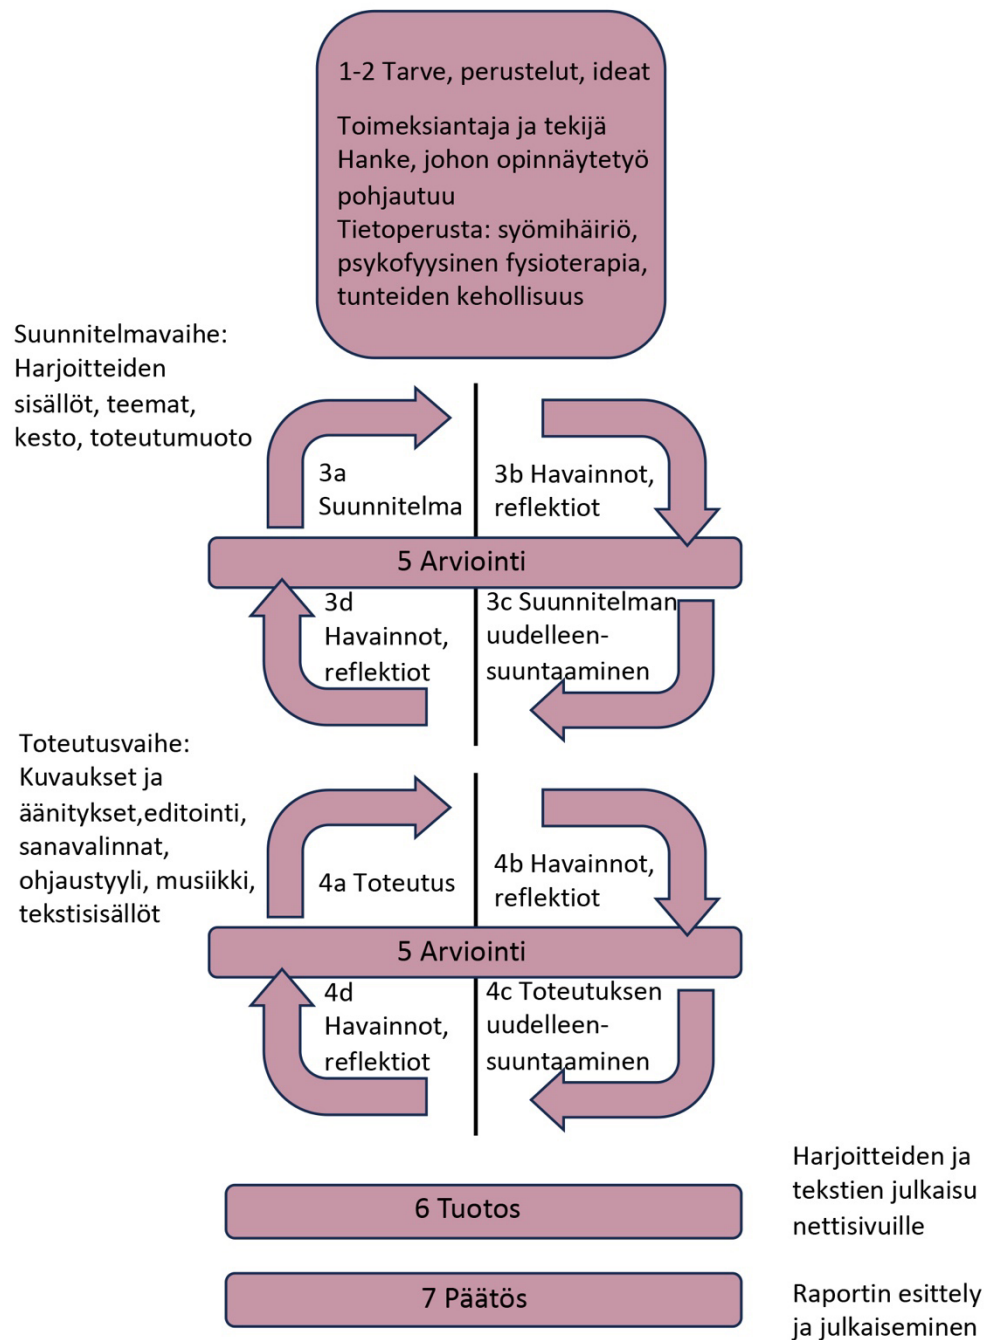 1-2 Tarve, perustelut, ideat
Toimeksiantaja ja tekijä
Hanke, johon opinnäytetyö
pohjautuu
Tietoperusta: syömihäiriö,
psykofyysinen fysioterapia,
tunteiden kehollisuus
Suunnitelmavaihe:
Harjoitteiden
sisällöt, teemat,
kesto, toteutumuoto
3a
Suunnitelma
3b Havainnot,
reflektiot
5 Arviointi
3d
Havainnot,
reflektiot
3c Suunnitelman
uudelleen-
suuntaaminen
Toteutusvaihe:
Kuvaukset ja
äänitykset,editointi,
sanavalinnat,
ohjaustyyli, musiikki,
tekstisisällöt
4a Toteutus
4b Havainnot,
reflektiot
5 Arviointi
4d
Havainnot,
reflektiot
4c Toteutuksen
uudelleen-
suuntaaminen
6 Tuotos
Harjoitteiden ja
tekstien julkaisu
nettisivuille
7 Päätös
Raportin esittely
ja julkaiseminen